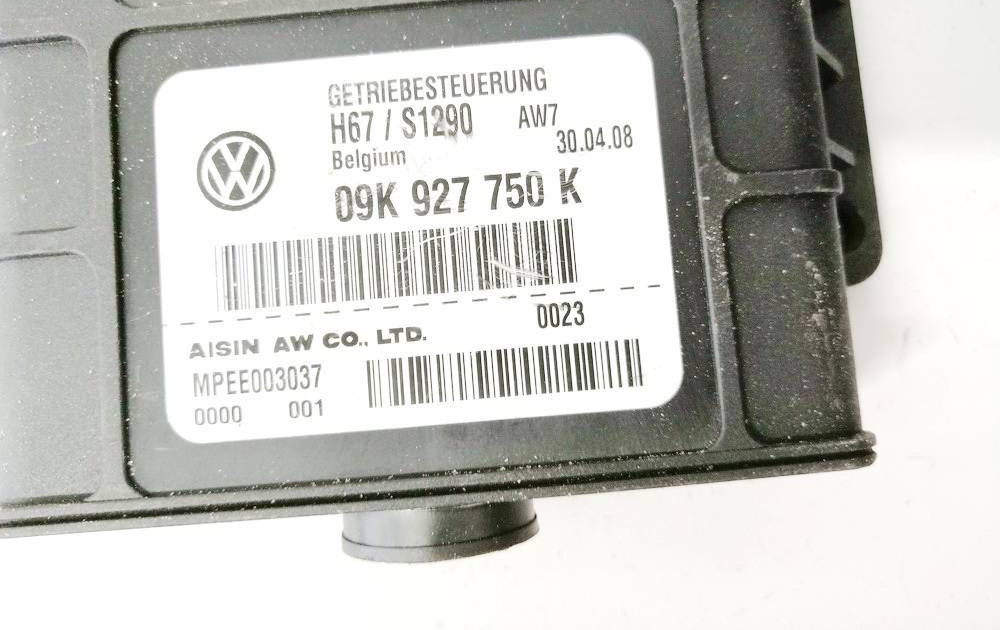 GETRIEBESTEUERUNG
H67 / S1290 AW7
Belgium 30.04.08
09K 927 750 K
0023
AISIN AW CO., LTD.
MPEE003037
0000 001